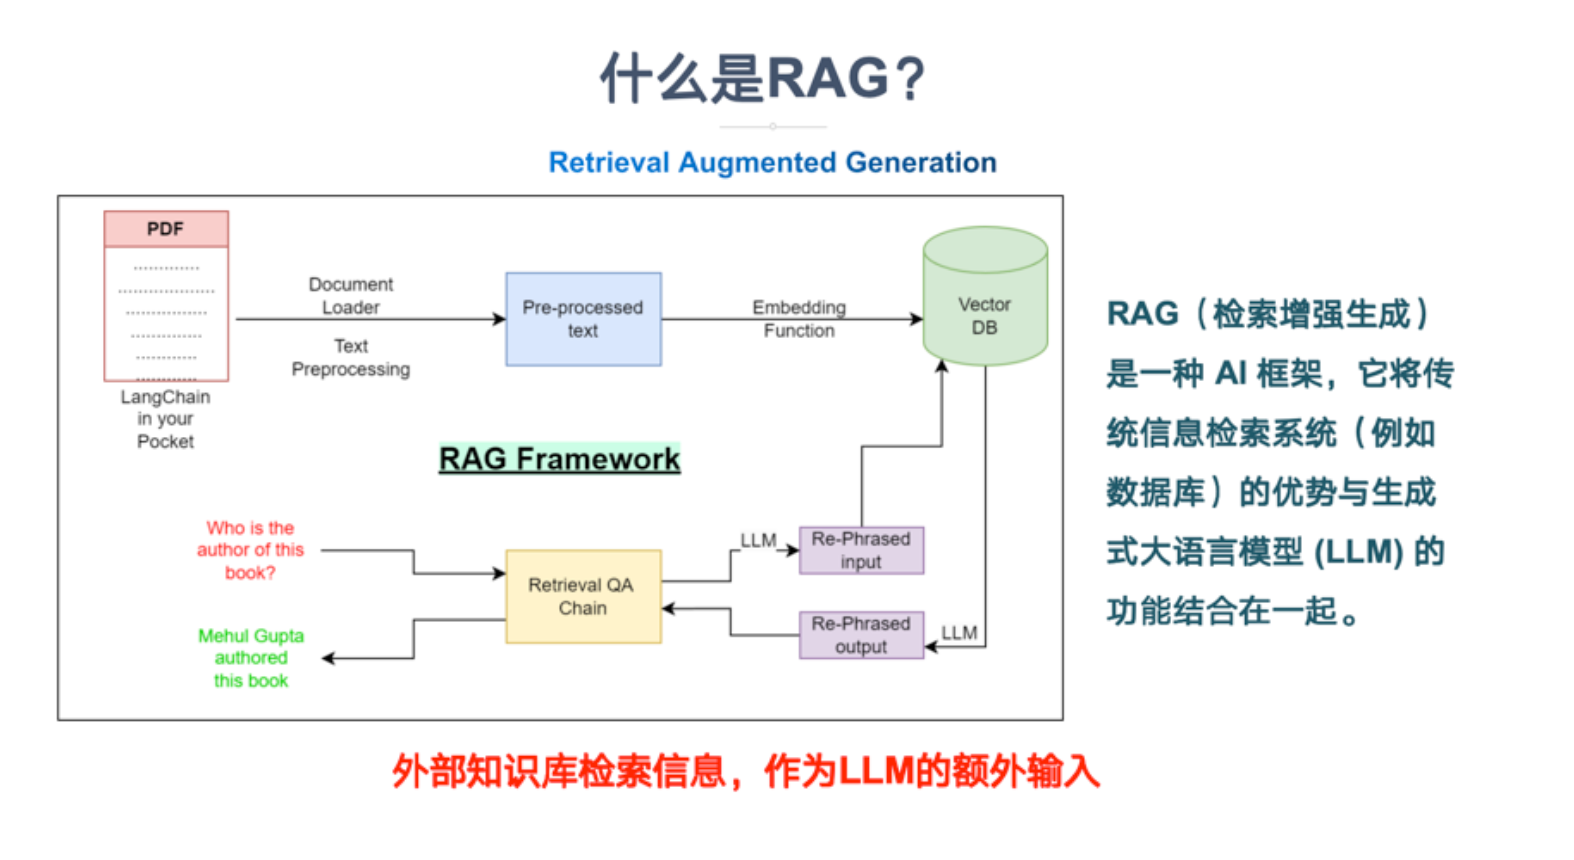 什么是RAG？
Retrieval Augmented Generation
PDF
LangChain
in your
Pocket
Document
Loader
Text
Preprocessing
Pre-processed
text
Embedding
Function
Vector
DB
RAG Framework
Who is the
author of this
book?
Mehul Gupta
authored
this book
Retrieval QA
Chain
LLM
Re-Phrased
input
Re-Phrased
output
LLM
RAG（检索增强生成）
是一种 AI 框架，它将传
统信息检索系统（例如
数据库）的优势与生成
式大语言模型 (LLM) 的
功能结合在一起。
外部知识库检索信息，作为LLM的额外输入